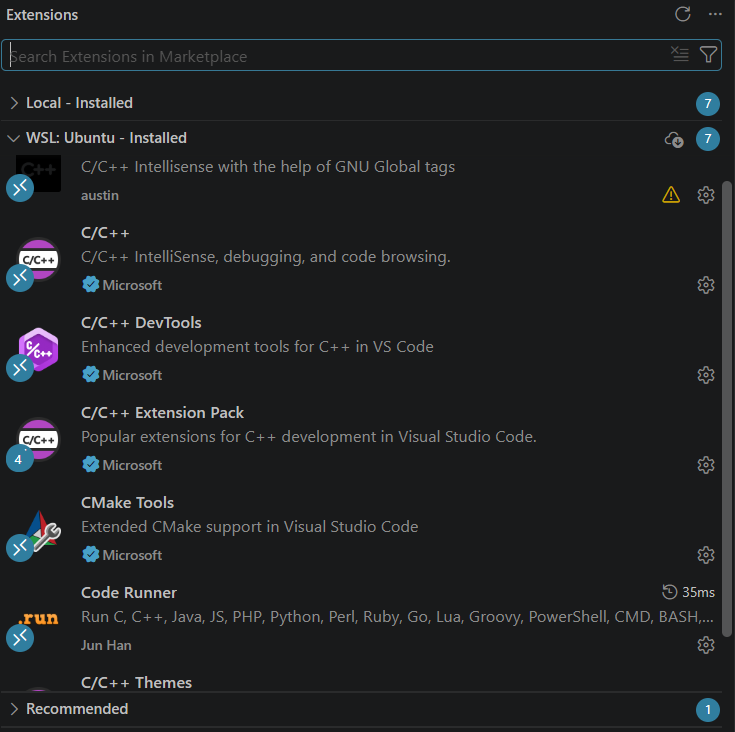 Extensions
Search Extensions in Marketplace
Local - Installed
7
WSL: Ubuntu - Installed
7
C++
C/C++ Intellisense with the help of GNU Global tags
austin
C/C++
C/C++
C/C++ IntelliSense, debugging, and code browsing.
Microsoft
C/C++ DevTools
C/C++
Enhanced development tools for C++ in VS Code
Microsoft
C/C++ Extension Pack
C/C++
Popular extensions for C++ development in Visual Studio Code.
4
Microsoft
CMake Tools
Extended CMake support in Visual Studio Code
Microsoft
Code Runner
35ms
.run
Run C, C++, Java, JS, PHP, Python, Perl, Ruby, Go, Lua, Groovy, PowerShell, CMD, BASH,...
Jun Han
C/C++ Themes
Recommended
1